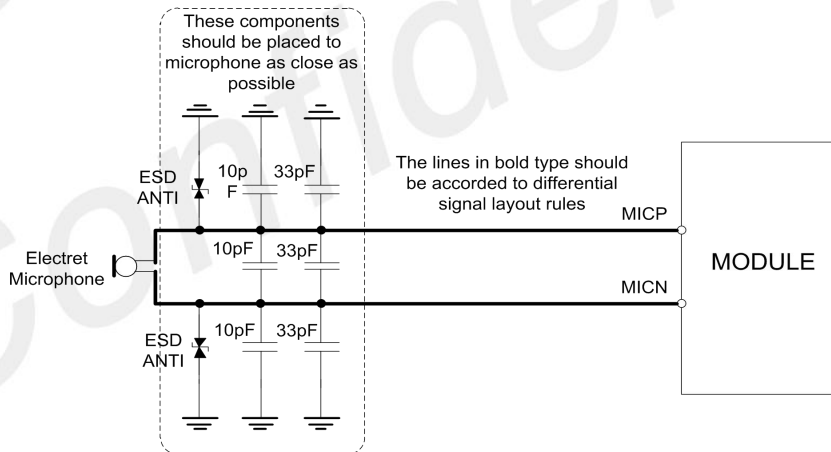 These components
should be placed to
microphone as close as
possible
ESD
ANTI
10p
F
33pF
The lines in bold type should
be accorded to differential
signal layout rules
MICP
Electret
Microphone
10pF
33pF
MODULE
MICN
ESD
ANTI
10pF
33pF
Confiden